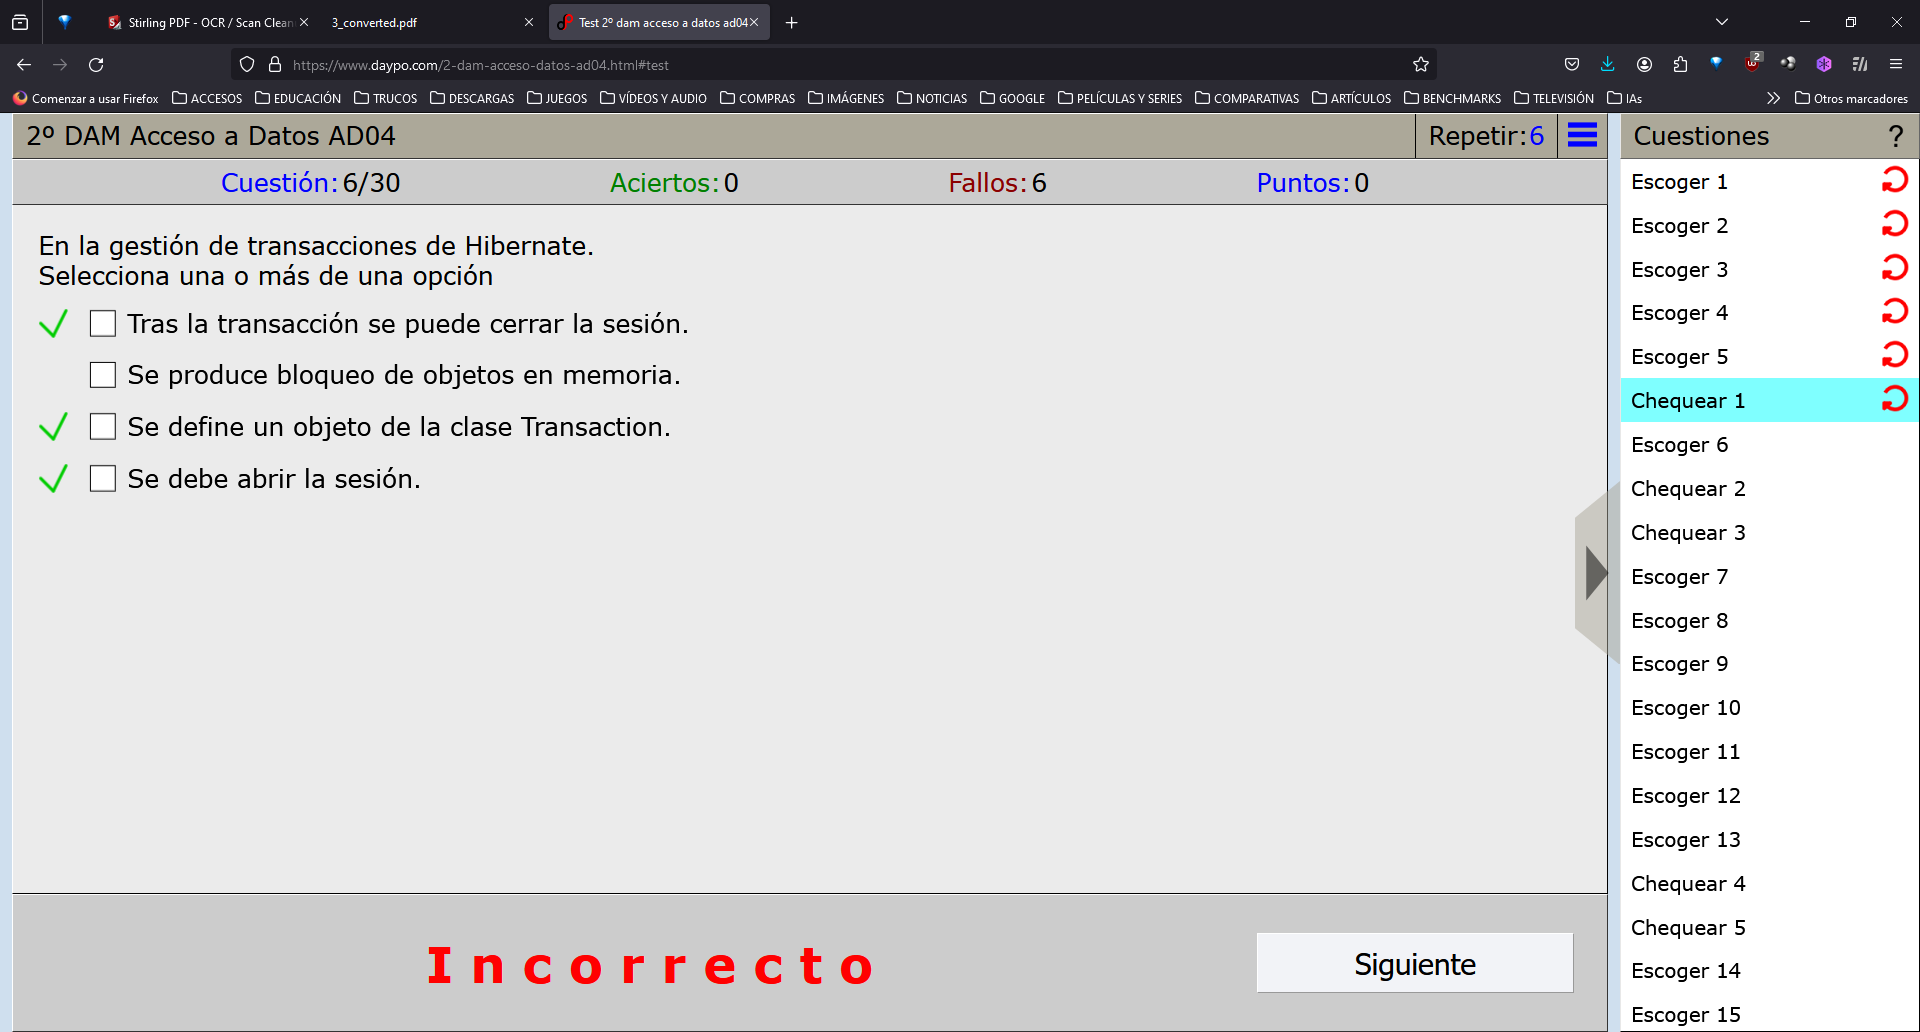 Stirling PDF - OCR / Scan Clean
3_converted.pdf
Test 2º dam acceso a datos ad04
https://www.daypo.com/2-dam-acceso-datos-ad04.html#test
2
Comenzar a usar Firefox
ACCESOS
EDUCACIÓN
TRUCOS
DESCARGAS
JUEGOS
VÍDEOS Y AUDIO
COMPRAS
IMÁGENES
NOTICIAS
GOOGLE
PELÍCULAS Y SERIES
COMPARATIVAS
ARTÍCULOS
BENCHMARKS
TELEVISIÓN
IAs
Otros marcadores
2º DAM Acceso a Datos AD04
Repetir:6
Cuestión:6/30
Aciertos:0
Fallos:6
Puntos:0
En la gestión de transacciones de Hibernate.
Selecciona una o más de una opción
Tras la transacción se puede cerrar la sesión.
Se produce bloqueo de objetos en memoria.
Se define un objeto de la clase Transaction.
Se debe abrir la sesión.
Incorrecto
Siguiente
Cuestiones
?
Escoger 1
Escoger 2
Escoger 3
Escoger 4
Escoger 5
Chequear 1
Escoger 6
Chequear 2
Chequear 3
Escoger 7
Escoger 8
Escoger 9
Escoger 10
Escoger 11
Escoger 12
Escoger 13
Chequear 4
Chequear 5
Escoger 14
Escoger 15